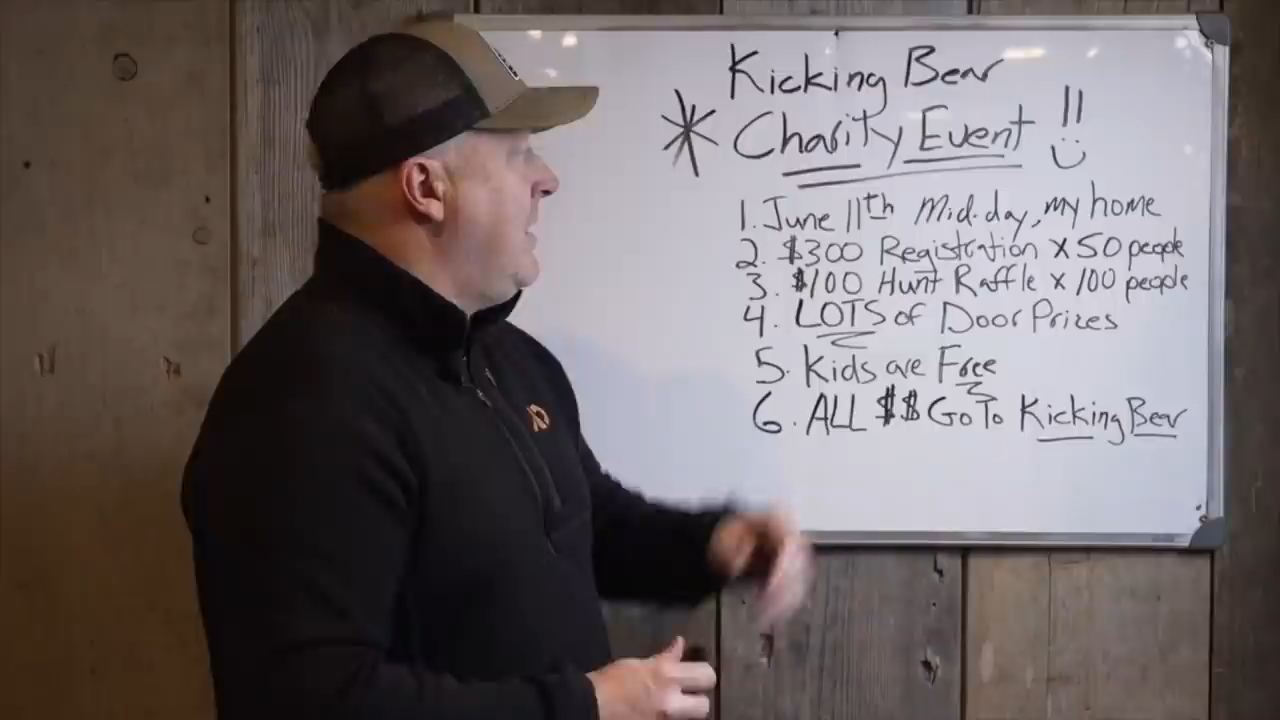 Kicking Bear
* Charity Event !!
1. June 11th Mid-day, my home
2. $300 Registration x 50 people
3. $100 Hunt Raffle x 100 people
4. LOTS of Door Prizes
5. Kids are Free
6. ALL $$ Go To Kicking Bear